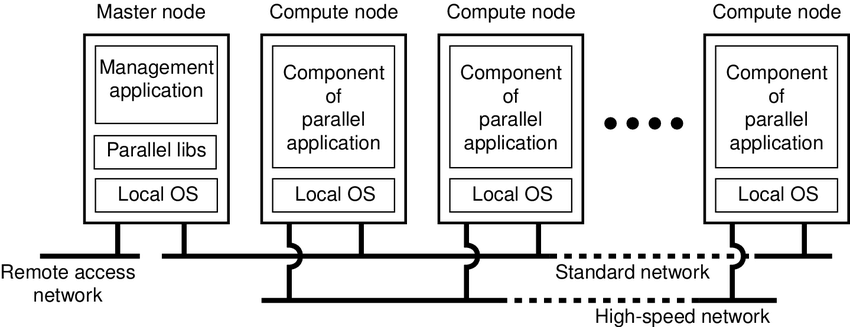 Master node
Compute node
Compute node
Compute node
Management
application
Parallel libs
Local OS
Component
of
parallel
application
Local OS
Component
of
parallel
application
Local OS
Component
of
parallel
application
Local OS
Remote access
network
Standard network
High-speed network